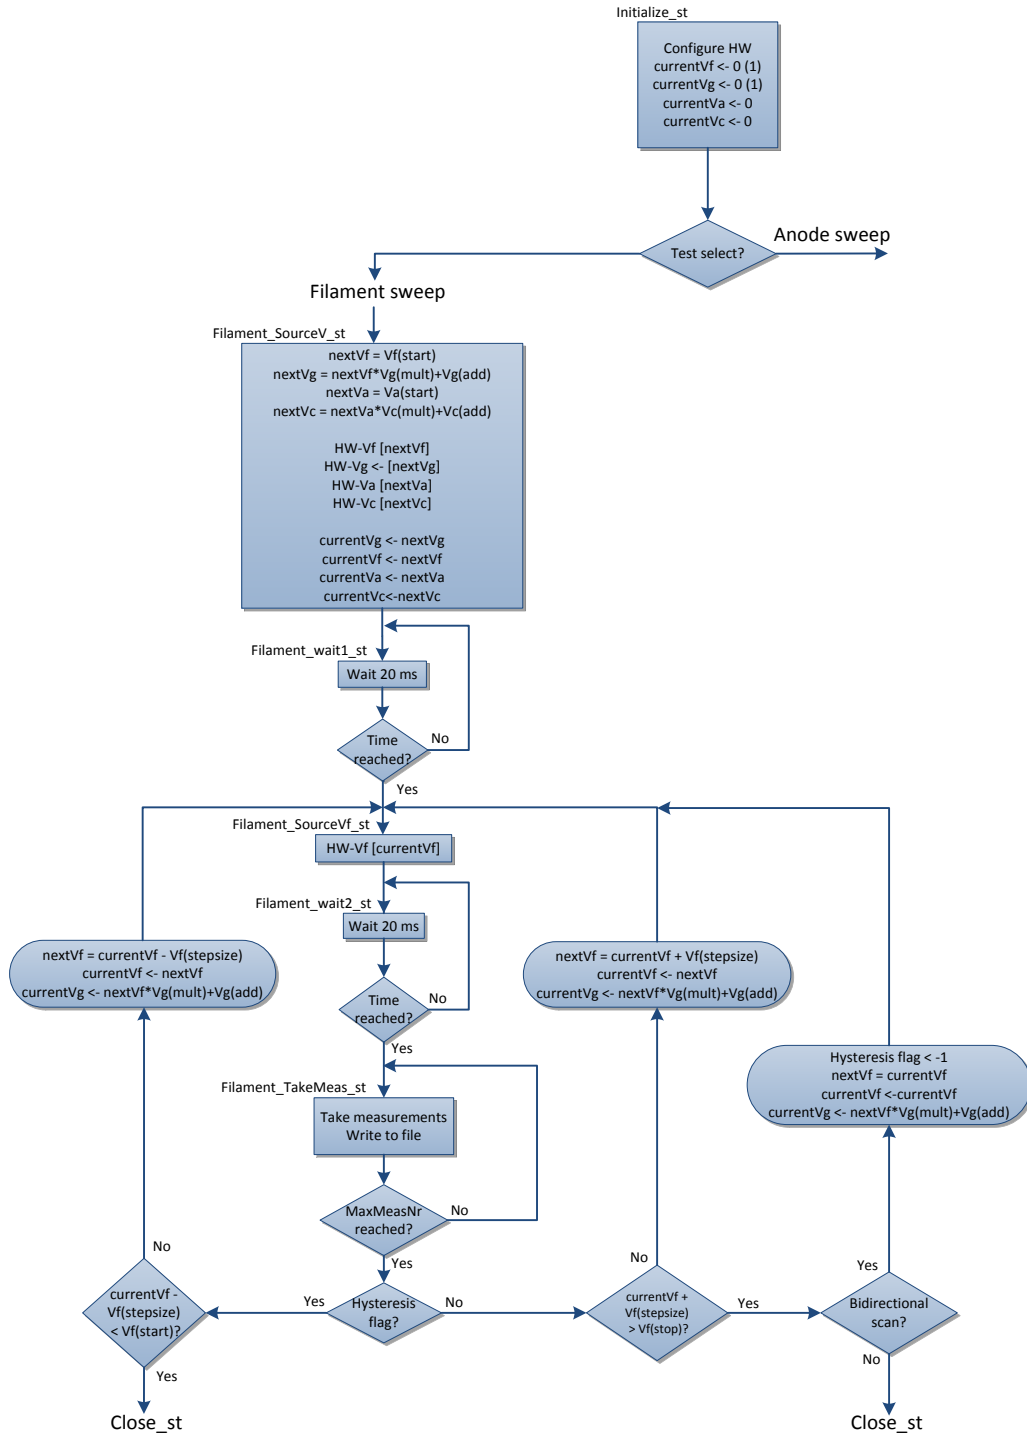 Initialize_st
Configure HW
currentVf <- 0 (1)
currentVg <- 0 (1)
currentVa <- 0
currentVc <- 0
Test select?
Anode sweep
Filament sweep
Filament_SourceV_st
nextVf = Vf(start)
nextVg = nextVf*Vg(mult)+Vg(add)
nextVa = Va(start)
nextVc = nextVa*Vc(mult)+Vc(add)
HW-Vf [nextVf]
HW-Vg <- [nextVg]
HW-Va [nextVa]
HW-Vc [nextVc]
currentVg <- nextVg
currentVf <- nextVf
currentVa <- nextVa
currentVc<-nextVc
Filament_wait1_st
Wait 20 ms
Time
reached?
No
Yes
Filament_SourceVf_st
HW-Vf [currentVf]
Filament_wait2_st
Wait 20 ms
nextVf = currentVf - Vf(stepsize)
currentVf <- nextVf
currentVg <- nextVf*Vg(mult)+Vg(add)
nextVf = currentVf + Vf(stepsize)
currentVf <- nextVf
currentVg <- nextVf*Vg(mult)+Vg(add)
Time
reached?
No
Yes
Hysteresis flag < -1
nextVf = currentVf
currentVf <-currentVf
currentVg <- nextVf*Vg(mult)+Vg(add)
Filament_TakeMeas_st
Take measurements
Write to file
MaxMeasNr
reached?
No
Yes
No
No
Yes
currentVf -
Vf(stepsize)
< Vf(start)?
Yes
Hysteresis
flag?
No
currentVf +
Vf(stepsize)
> Vf(stop)?
Yes
Bidirectional
scan?
Yes
No
Close_st
Close_st